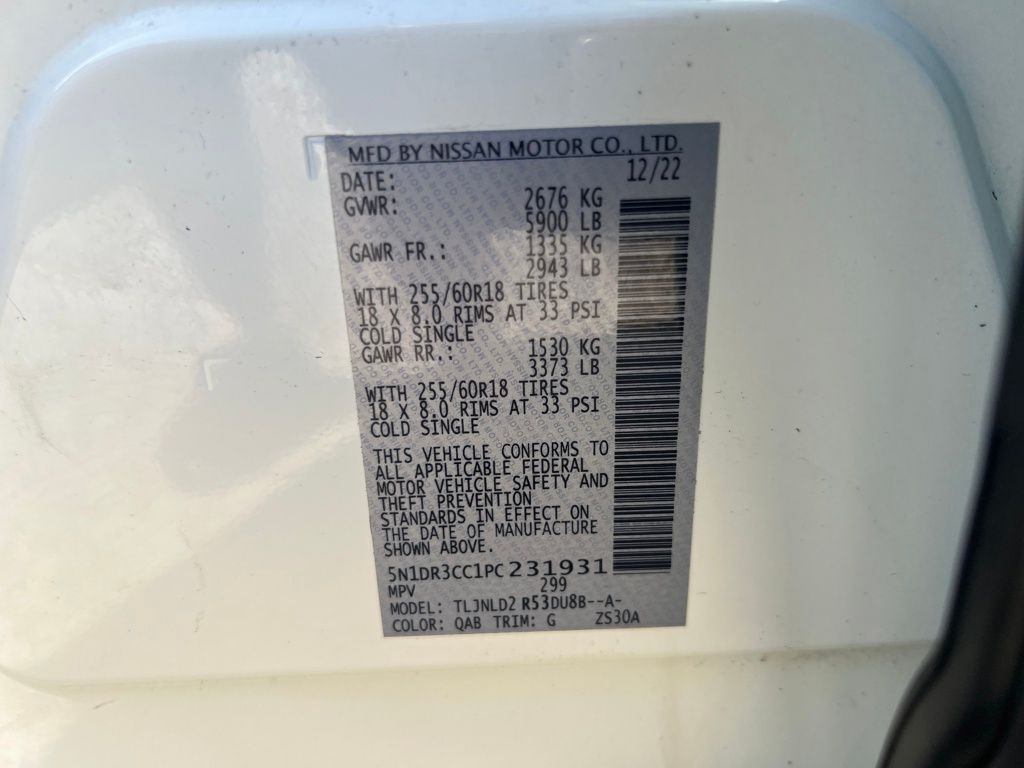 MFD BY NISSAN MOTOR CO., LTD.
DATE: 12/22
GVWR: 2676 KG
5900 LB
GAWR FR.: 1335 KG
2943 LB
WITH 255/60R18 TIRES
18 X 8.0 RIMS AT 33 PSI
COLD SINGLE
GAWR RR.: 1530 KG
3373 LB
WITH 255/60R18 TIRES
18 X 8.0 RIMS AT 33 PSI
COLD SINGLE
THIS VEHICLE CONFORMS TO
ALL APPLICABLE FEDERAL
MOTOR VEHICLE SAFETY AND
THEFT PREVENTION
STANDARDS IN EFFECT ON
THE DATE OF MANUFACTURE
SHOWN ABOVE.
5N1DR3CC1PC 231931
MPV 299
MODEL: TLJNLD2 R53DU8B--A-
COLOR: QAB TRIM: G ZS30A